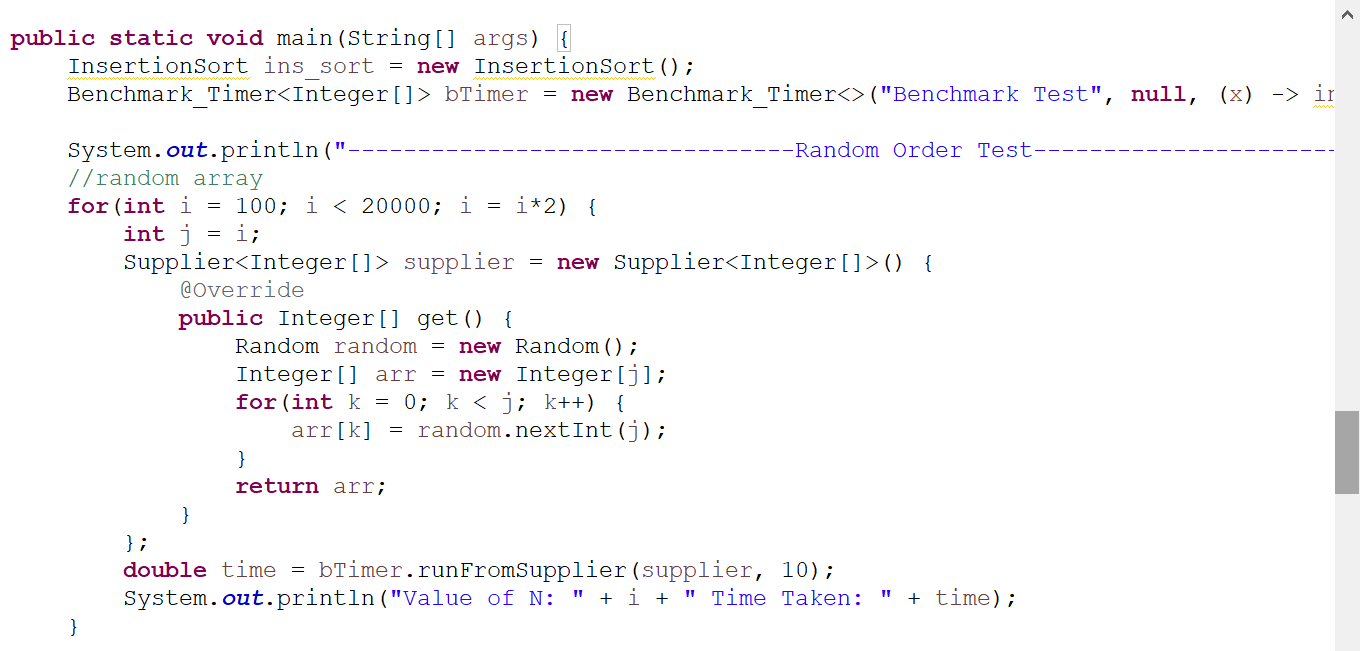 public static void main(String[] args) {
    InsertionSort ins_sort = new InsertionSort();
    Benchmark_Timer<Integer[]> bTimer = new Benchmark_Timer<>("Benchmark Test", null, (x) -> in
    System.out.println("--------------------------------Random Order Test----------------------
    //random array
    for(int i = 100; i < 20000; i = i*2) {
        int j = i;
        Supplier<Integer[]> supplier = new Supplier<Integer[]>() {
            @Override
            public Integer[] get() {
                Random random = new Random();
                Integer[] arr = new Integer[j];
                for(int k = 0; k < j; k++) {
                    arr[k] = random.nextInt(j);
                }
                return arr;
            }
        };
        double time = bTimer.runFromSupplier(supplier, 10);
        System.out.println("Value of N: " + i + " Time Taken: " + time);
    }